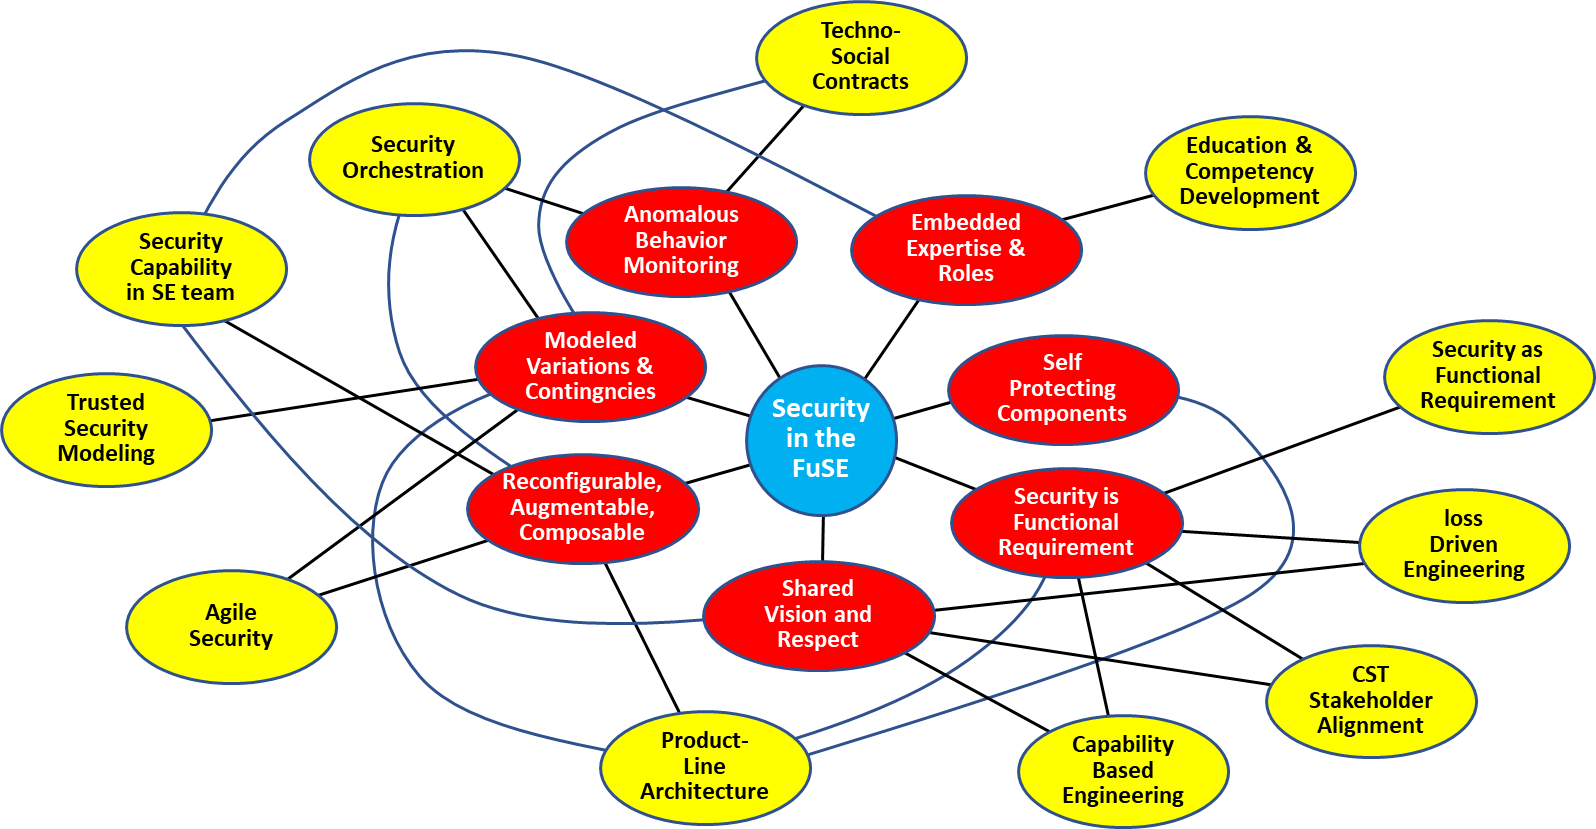 Techno-
Social
Contracts
Security
Orchestration
Education &
Competency
Development
Anomalous
Behavior
Monitoring
Embedded
Expertise &
Roles
Security
Capability
in SE team
Modeled
Variations &
Contingncies
Self
Protecting
Components
Security as
Functional
Requirement
Trusted
Security
Modeling
Security
in the
FuSE
Reconfigurable,
Augmentable,
Composable
Security is
Functional
Requirement
loss
Driven
Engineering
Shared
Vision and
Respect
Agile
Security
CST
Stakeholder
Alignment
Product-
Line
Architecture
Capability
Based
Engineering